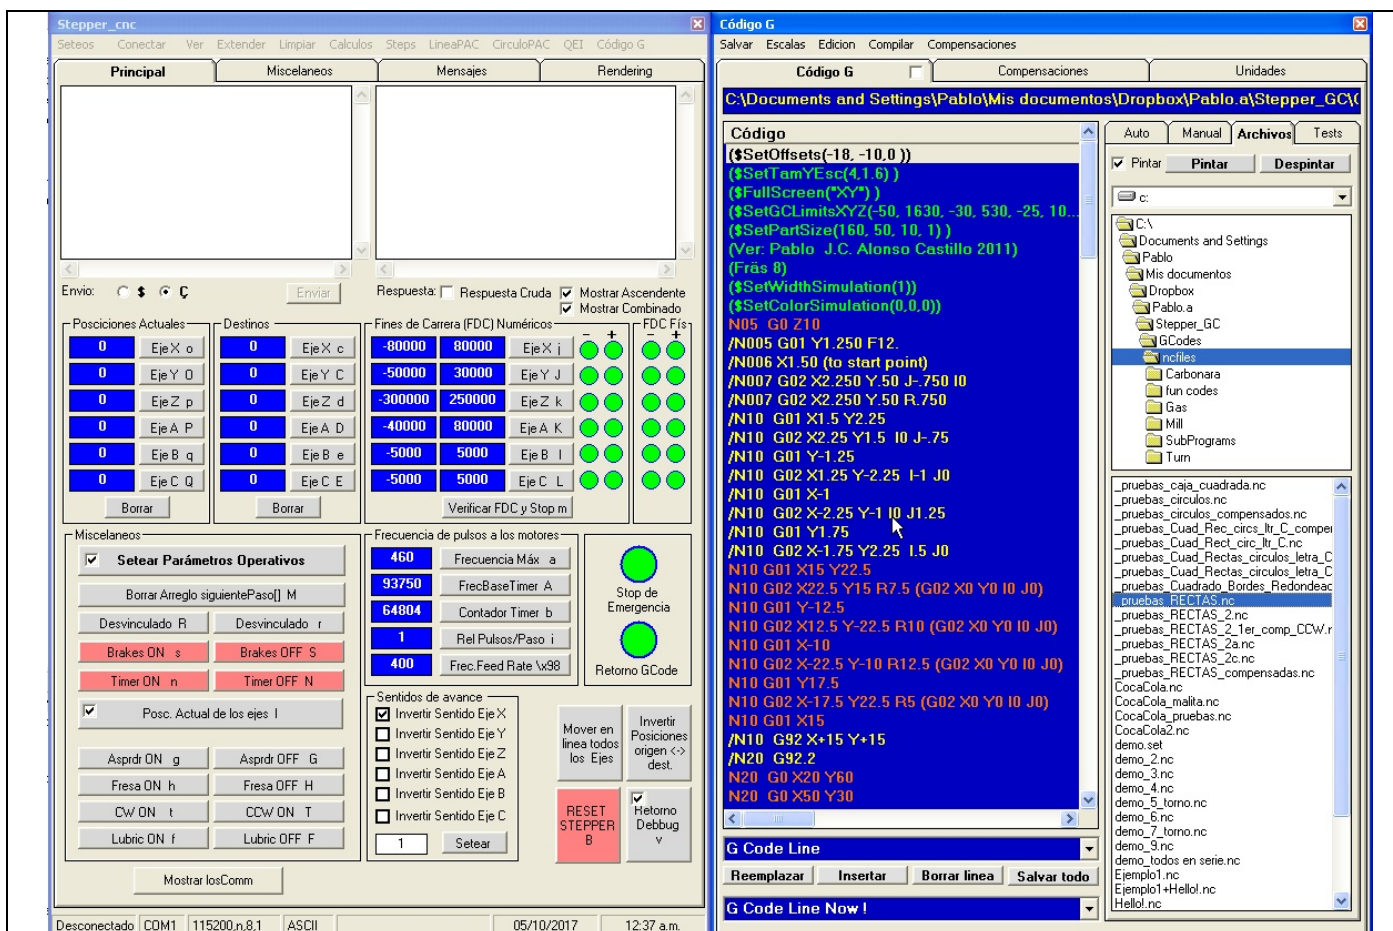 Stepper_cnc
Seteos Conectar Ver Extender Limpiar Calculos Steps LineaPAC CirculoPAC QEI Código G
Principal Miscelaneos Mensajes Rendering
Envio: $ Ç Enviar Respuesta: Respuesta Cruda Mostrar Ascendente
Mostrar Combinado
Posciciones Actuales Destinos Fines de Carrera (FDC) Numéricos FDC Fís
- + - +
0 Eje X o 0 Eje X c -80000 80000 Eje X j
0 Eje Y O 0 Eje Y C -50000 30000 Eje Y J
0 Eje Z p 0 Eje Z d -300000 250000 Eje Z k
0 Eje A P 0 Eje A D -40000 80000 Eje A K
0 Eje B q 0 Eje B e -5000 5000 Eje B l
0 Eje C Q 0 Eje C E -5000 5000 Eje C L
Borrar Borrar Verificar FDC y Stop m
Miscelaneos
Setear Parámetros Operativos
Borrar Arreglo siguientePaso[] M
Desvinculado R Desvinculado r
Brakes ON s Brakes OFF S
Timer ON n Timer OFF N
Posc. Actual de los ejes l
Asprdr ON g Asprdr OFF G
Fresa ON h Fresa OFF H
CW ON t CCW ON T
Lubric ON f Lubric OFF F
Mostrar losComm
Frecuencia de pulsos a los motores
460 Frecuencia Máx a
93750 FrecBaseTimer A
64804 Contador Timer b
1 Rel Pulsos/Paso i
400 Frec.Feed Rate \x98
Stop de
Emergencia
Retorno GCode
Sentidos de avance
Invertir Sentido Eje X
Invertir Sentido Eje Y
Invertir Sentido Eje Z
Invertir Sentido Eje A
Invertir Sentido Eje B
Invertir Sentido Eje C
1 Setear
Mover en
linea todos
los Ejes
Invertir
Posiciones
origen <->
dest.
RESET
STEPPER
B
Retorno
Debbug
v
Desconectado COM1 115200,n,8,1 ASCII 05/10/2017 12:37 a.m.
Código G
Salvar Escalas Edicion Compilar Compensaciones
Código G Compensaciones Unidades
C:\Documents and Settings\Pablo\Mis documentos\Dropbox\Pablo.a\Stepper_GC\
Código
($SetOffsets(-18, -10,0 ))
($SetTamYEsc(4,1.6) )
($FullScreen("XY") )
($SetGCLimitsXYZ(-50, 1630, -30, 530, -25, 10...
($SetPartSize(160, 50, 10, 1) )
(Ver: Pablo J.C. Alonso Castillo 2011)
(Fräs 8)
($SetWidthSimulation(1))
($SetColorSimulation(0,0,0))
N05 G0 Z10
/N005 G01 Y1.250 F12.
/N006 X1.50 (to start point)
/N007 G02 X2.250 Y.50 J-.750 I0
/N007 G02 X2.250 Y.50 R.750
/N10 G01 X1.5 Y2.25
/N10 G02 X2.25 Y1.5 I0 J-.75
/N10 G01 Y-1.25
/N10 G02 X1.25 Y-2.25 I-1 J0
/N10 G01 X-1
/N10 G02 X-2.25 Y-1 I0 J1.25
/N10 G01 Y1.75
/N10 G02 X-1.75 Y2.25 I.5 J0
N10 G01 X15 Y22.5
N10 G02 X22.5 Y15 R7.5 (G02 X0 Y0 I0 J0)
N10 G01 Y-12.5
N10 G02 X12.5 Y-22.5 R10 (G02 X0 Y0 I0 J0)
N10 G01 X-10
N10 G02 X-22.5 Y-10 R12.5 (G02 X0 Y0 I0 J0)
N10 G01 Y17.5
N10 G02 X-17.5 Y22.5 R5 (G02 X0 Y0 I0 J0)
N10 G01 X15
/N10 G92 X+15 Y+15
/N20 G92.2
N20 G0 X20 Y60
N20 G0 X50 Y30
G Code Line
Reemplazar Insertar Borrar linea Salvar todo
G Code Line Now !
Auto Manual Archivos Tests
Pintar Pintar Despintar
c:
C:\
Documents and Settings
Pablo
Mis documentos
Dropbox
Pablo.a
Stepper_GC
GCodes
ncfiles
Carbonara
fun codes
Gas
Mill
SubPrograms
Turn
_pruebas_caja_cuadrada.nc
_pruebas_circulos.nc
_pruebas_circulos_compensados.nc
_pruebas_Cuad_Rec_circs_ltr_C_compe
_pruebas_Cuad_Rect_circ_ltr_C.nc
_pruebas_Cuad_Rectas_circulos_letra_C
_pruebas_Cuad_Rectas_circulos_letra_C
_pruebas_Cuadrado_Bordes_Redondeac
_pruebas_RECTAS.nc
_pruebas_RECTAS_2.nc
_pruebas_RECTAS_2_1er_comp_CCW.r
_pruebas_RECTAS_2a.nc
_pruebas_RECTAS_2c.nc
_pruebas_RECTAS_compensadas.nc
CocaCola.nc
CocaCola_malita.nc
CocaCola_pruebas.nc
CocaCola2.nc
demo.set
demo_2.nc
demo_3.nc
demo_4.nc
demo_5_torno.nc
demo_6.nc
demo_7_torno.nc
demo_9.nc
demo_todos en serie.nc
Ejemplo1.nc
Ejemplo1+Hello!.nc
Hello!.nc